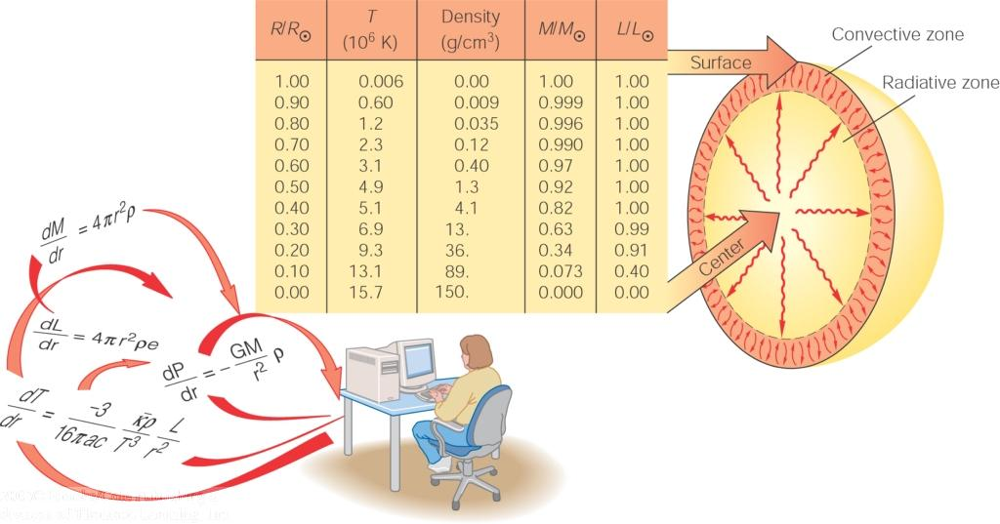 R/R☉ T (10⁶ K) Density (g/cm³) M/M☉ L/L☉
1.00 0.006 0.00 1.00 1.00
0.90 0.60 0.009 0.999 1.00
0.80 1.2 0.035 0.996 1.00
0.70 2.3 0.12 0.990 1.00
0.60 3.1 0.40 0.97 1.00
0.50 4.9 1.3 0.92 1.00
0.40 5.1 4.1 0.82 1.00
0.30 6.9 13. 0.63 0.99
0.20 9.3 36. 0.34 0.91
0.10 13.1 89. 0.073 0.40
0.00 15.7 150. 0.000 0.00
Surface
Convective zone
Radiative zone
Center
dM/dr = 4πr²ρ
dL/dr = 4πr²ρe
dP/dr = -GM/r² ρ
dT/dr = -3/16πac κ̄ρ/T³ L/r²